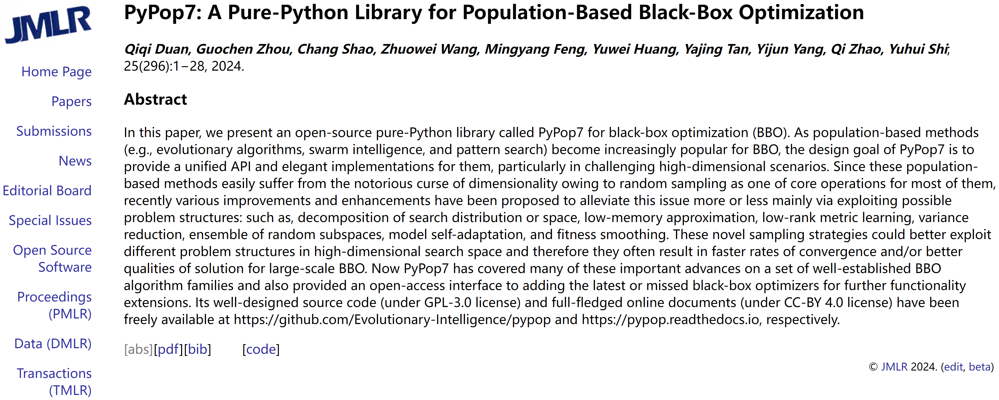 JMLR
Home Page
Papers
Submissions
News
Editorial Board
Special Issues
Open Source
Software
Proceedings
(PMLR)
Data (DMLR)
Transactions
(TMLR)
PyPop7: A Pure-Python Library for Population-Based Black-Box Optimization
Qiqi Duan, Guochen Zhou, Chang Shao, Zhuowei Wang, Mingyang Feng, Yuwei Huang, Yajing Tan, Yijun Yang, Qi Zhao, Yuhui Shi;
25(296):1−28, 2024.
Abstract
In this paper, we present an open-source pure-Python library called PyPop7 for black-box optimization (BBO). As population-based methods
(e.g., evolutionary algorithms, swarm intelligence, and pattern search) become increasingly popular for BBO, the design goal of PyPop7 is to
provide a unified API and elegant implementations for them, particularly in challenging high-dimensional scenarios. Since these population-
based methods easily suffer from the notorious curse of dimensionality owing to random sampling as one of core operations for most of them,
recently various improvements and enhancements have been proposed to alleviate this issue more or less mainly via exploiting possible
problem structures: such as, decomposition of search distribution or space, low-memory approximation, low-rank metric learning, variance
reduction, ensemble of random subspaces, model self-adaptation, and fitness smoothing. These novel sampling strategies could better exploit
different problem structures in high-dimensional search space and therefore they often result in faster rates of convergence and/or better
qualities of solution for large-scale BBO. Now PyPop7 has covered many of these important advances on a set of well-established BBO
algorithm families and also provided an open-access interface to adding the latest or missed black-box optimizers for further functionality
extensions. Its well-designed source code (under GPL-3.0 license) and full-fledged online documents (under CC-BY 4.0 license) have been
freely available at https://github.com/Evolutionary-Intelligence/pypop and https://pypop.readthedocs.io, respectively.
[abs][pdf][bib] [code]
© JMLR 2024. (edit, beta)